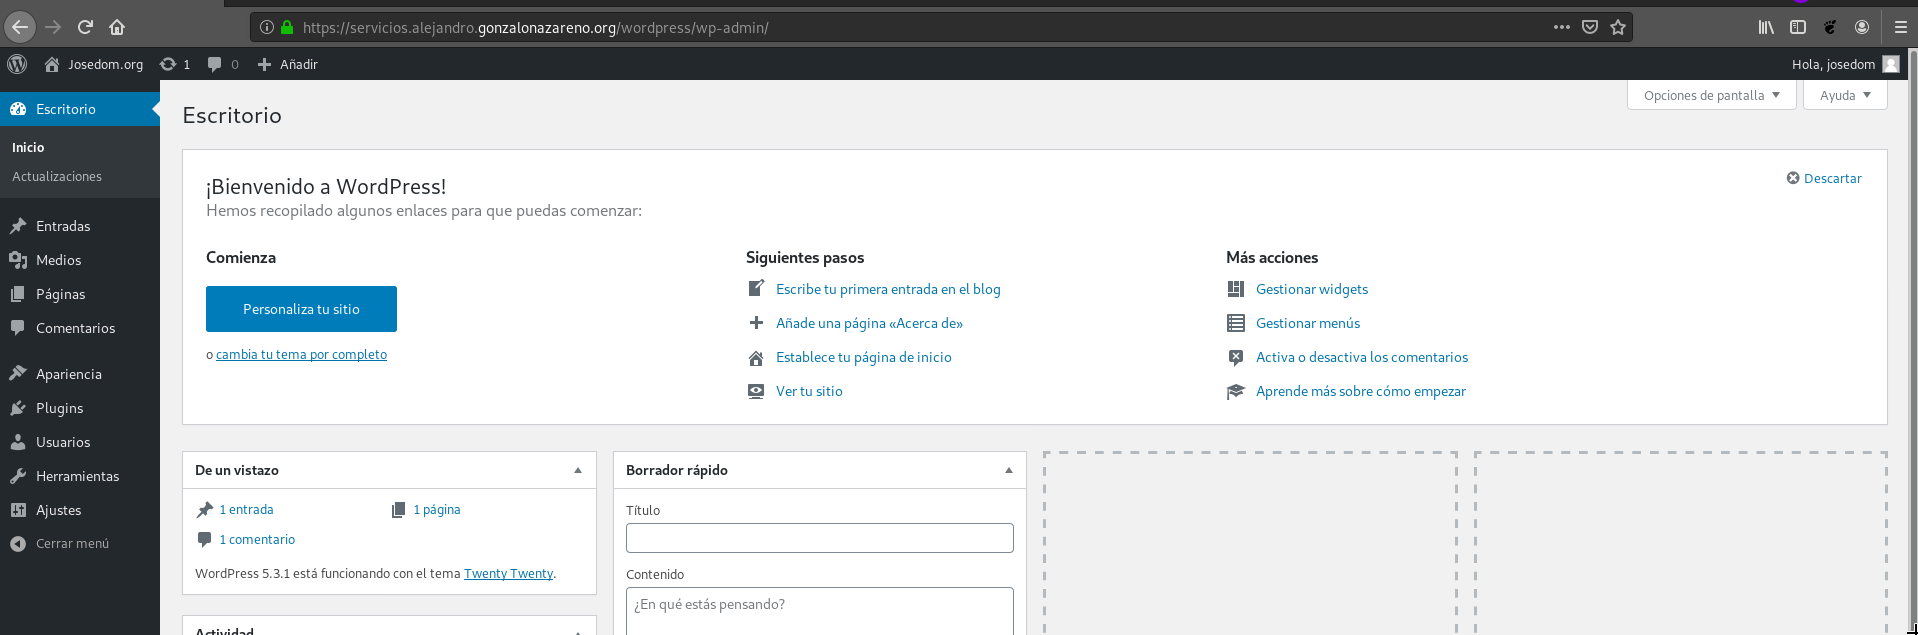 https://servicios.alejandro.gonzalonazareno.org/wordpress/wp-admin/
Josedom.org 1 0 Añadir Hola, josedom
Escritorio
Inicio
Actualizaciones
Entradas
Medios
Páginas
Comentarios
Apariencia
Plugins
Usuarios
Herramientas
Ajustes
Cerrar menú
Opciones de pantalla Ayuda
Escritorio
¡Bienvenido a WordPress!
Hemos recopilado algunos enlaces para que puedas comenzar:
Descartar
Comienza
Personaliza tu sitio
o cambia tu tema por completo
Siguientes pasos
Escribe tu primera entrada en el blog
Añade una página «Acerca de»
Establece tu página de inicio
Ver tu sitio
Más acciones
Gestionar widgets
Gestionar menús
Activa o desactiva los comentarios
Aprende más sobre cómo empezar
De un vistazo
1 entrada 1 página
1 comentario
WordPress 5.3.1 está funcionando con el tema Twenty Twenty.
Actividad
Borrador rápido
Título
Contenido
¿En qué estás pensando?